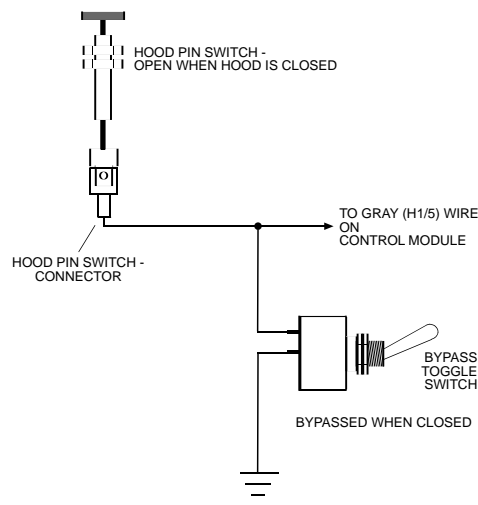 HOOD PIN SWITCH -
OPEN WHEN HOOD IS CLOSED
TO GRAY (H1/5) WIRE
ON
CONTROL MODULE
HOOD PIN SWITCH -
CONNECTOR
BYPASS
TOGGLE
SWITCH
BYPASSED WHEN CLOSED